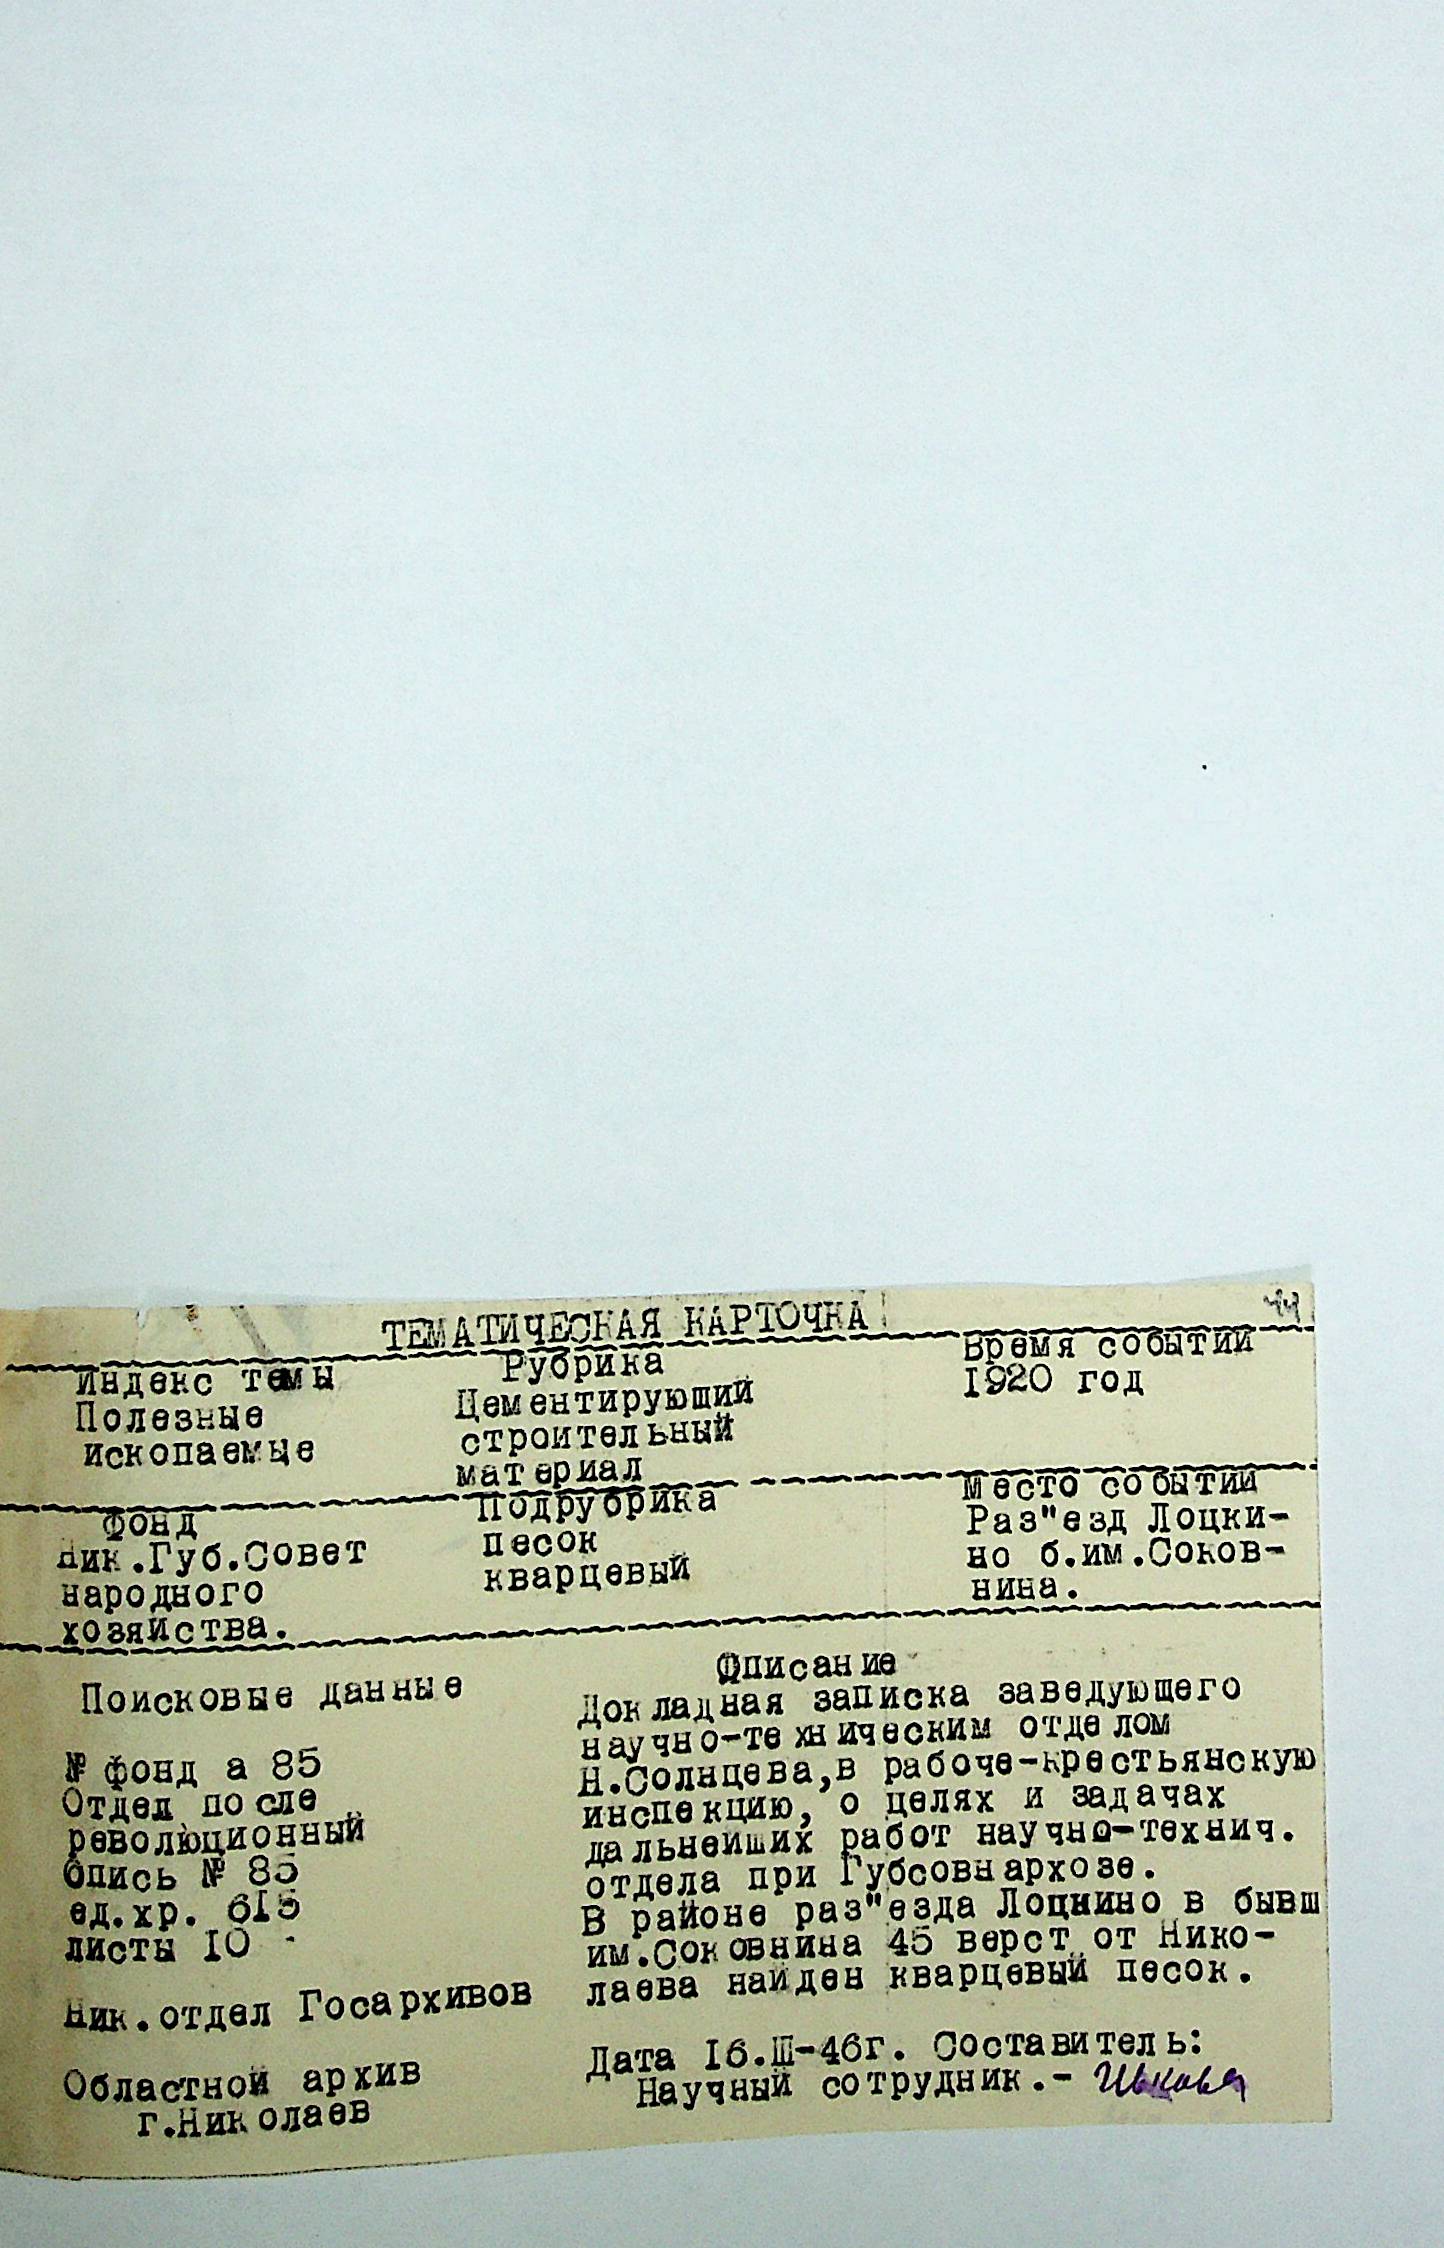 44
ТЕМАТИЧЕСКАЯ КАРТОЧКА
Индекс темы
Полезные
ископаемые
Рубрика
Цементирующий
строительный
материал
Время событий
1920 год
Фонд
Ник.Губ.Совет
народного
хозяйства.
Подрубрика
песок
кварцевый
Место событий
Раз"езд Лоцки-
но б.им.Соков-
нина.
Поисковые данные
№ фонд а 85
Отдел после
революционный
Опись № 85
ед.хр. 615
листы 10
Ник.отдел Госархивов
Областной архив
г.Николаев
Описание
Докладная записка заведующего
научно-техническим отделом
Н.Солнцева,в рабоче-крестьянскую
инспекцию, о целях и задачах
дальнейших работ научно-технич.
отдела при Губсовнархозе.
В районе раз"езда Лоцкино в бывш
им.Соковнина 45 верст от Нико-
лаева найден кварцевый песок.
Дата 16.Ш-46г. Составитель:
Научный сотрудник.-